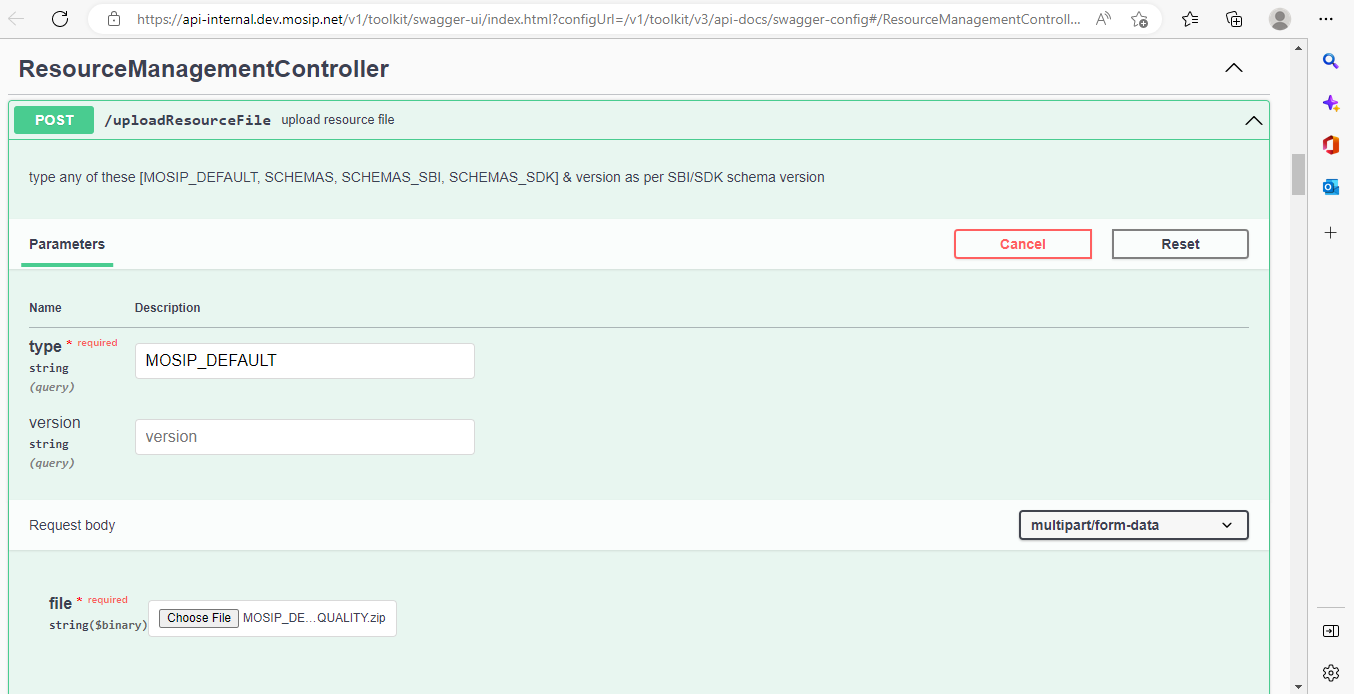 https://api-internal.dev.mosip.net/v1/toolkit/swagger-ui/index.html?configUrl=/v1/toolkit/v3/api-docs/swagger-config#/ResourceManagementControll...
ResourceManagementController
POST /uploadResourceFile upload resource file
type any of these [MOSIP_DEFAULT, SCHEMAS, SCHEMAS_SBI, SCHEMAS_SDK] & version as per SBI/SDK schema version
Parameters Cancel Reset
Name Description
type * required
MOSIP_DEFAULT
string
(query)
version
version
string
(query)
Request body multipart/form-data
file * required
Choose File MOSIP_DE...QUALITY.zip
string($binary)